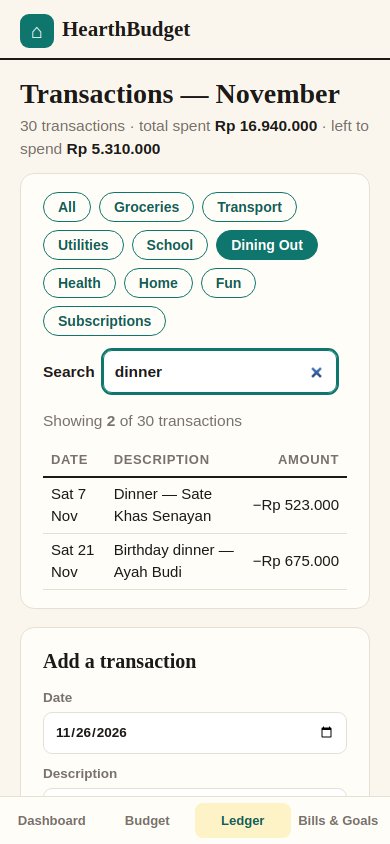 HearthBudget
Transactions — November
30 transactions · total spent Rp 16.940.000 · left to
spend Rp 5.310.000
All Groceries Transport
Utilities School Dining Out
Health Home Fun
Subscriptions
Search dinner
Showing 2 of 30 transactions
DATE DESCRIPTION AMOUNT
Sat 7 Nov Dinner — Sate Khas Senayan −Rp 523.000
Sat 21 Nov Birthday dinner — Ayah Budi −Rp 675.000
Add a transaction
Date
11/26/2026
Description
Dashboard Budget Ledger Bills & Goals